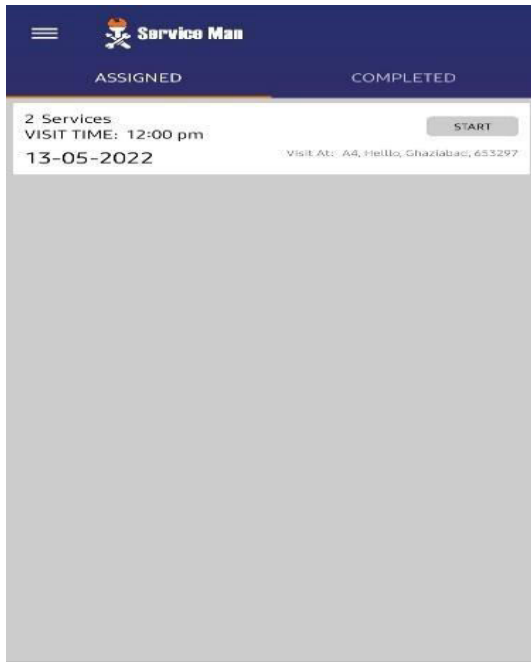 Service Man
ASSIGNED COMPLETED
2 Services
VISIT TIME: 12:00 pm
START
13-05-2022
Visit At: A4, Helllo, Ghaziabad, 653297